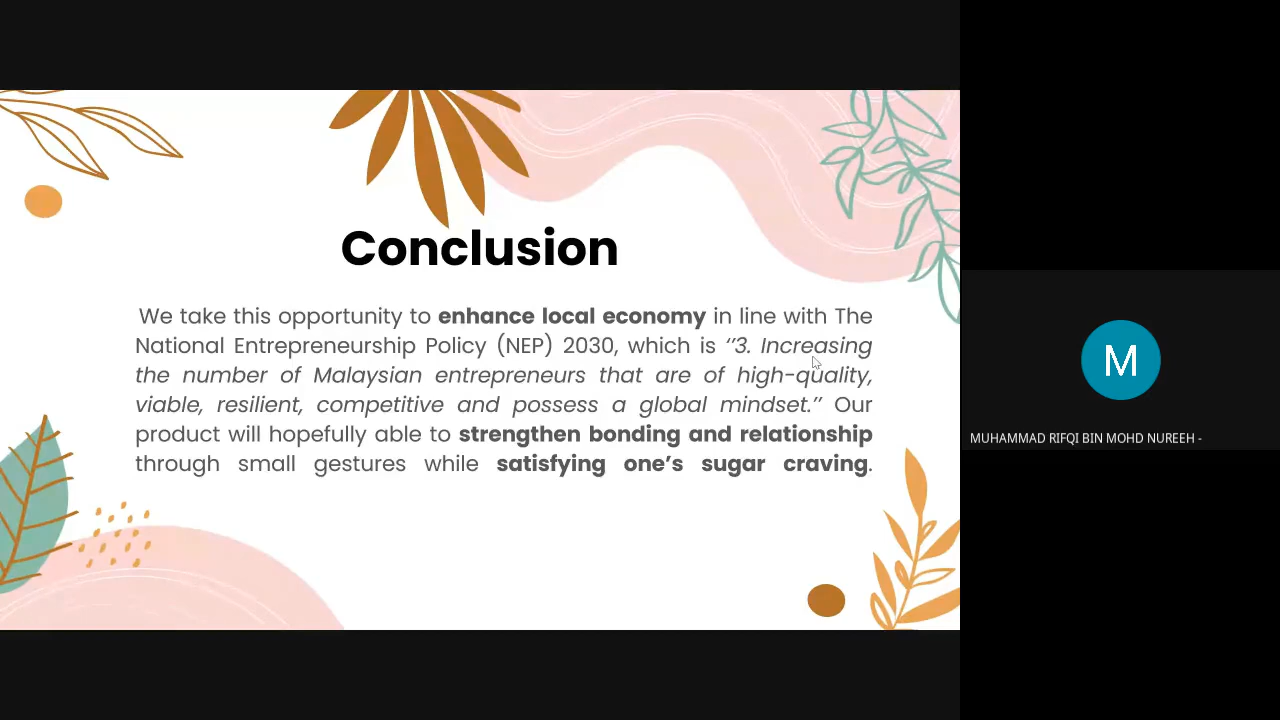 Conclusion
We take this opportunity to enhance local economy in line with The
National Entrepreneurship Policy (NEP) 2030, which is ‘’3. Increasing
the number of Malaysian entrepreneurs that are of high-quality,
viable, resilient, competitive and possess a global mindset.’’ Our
product will hopefully able to strengthen bonding and relationship
through small gestures while satisfying one’s sugar craving.
M
MUHAMMAD RIFQI BIN MOHD NUREEH -